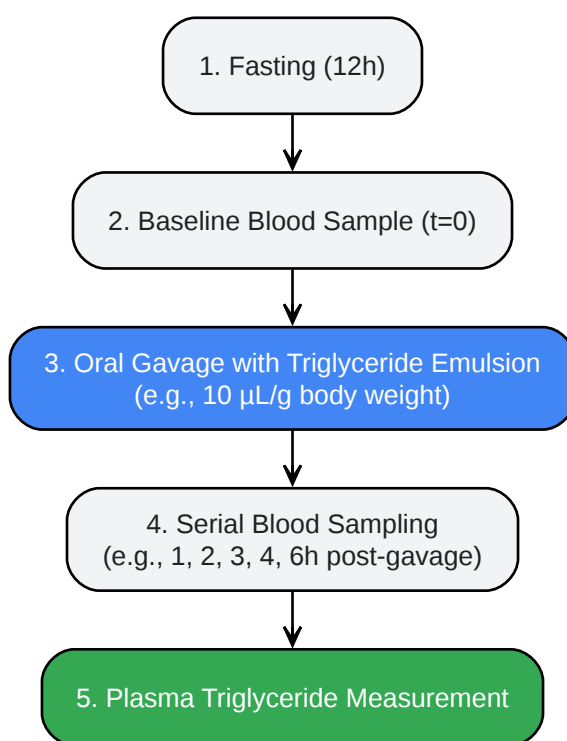 1. Fasting (12h)
2. Baseline Blood Sample (t=0)
3. Oral Gavage with Triglyceride Emulsion
(e.g., 10 µL/g body weight)
4. Serial Blood Sampling
(e.g., 1, 2, 3, 4, 6h post-gavage)
5. Plasma Triglyceride Measurement